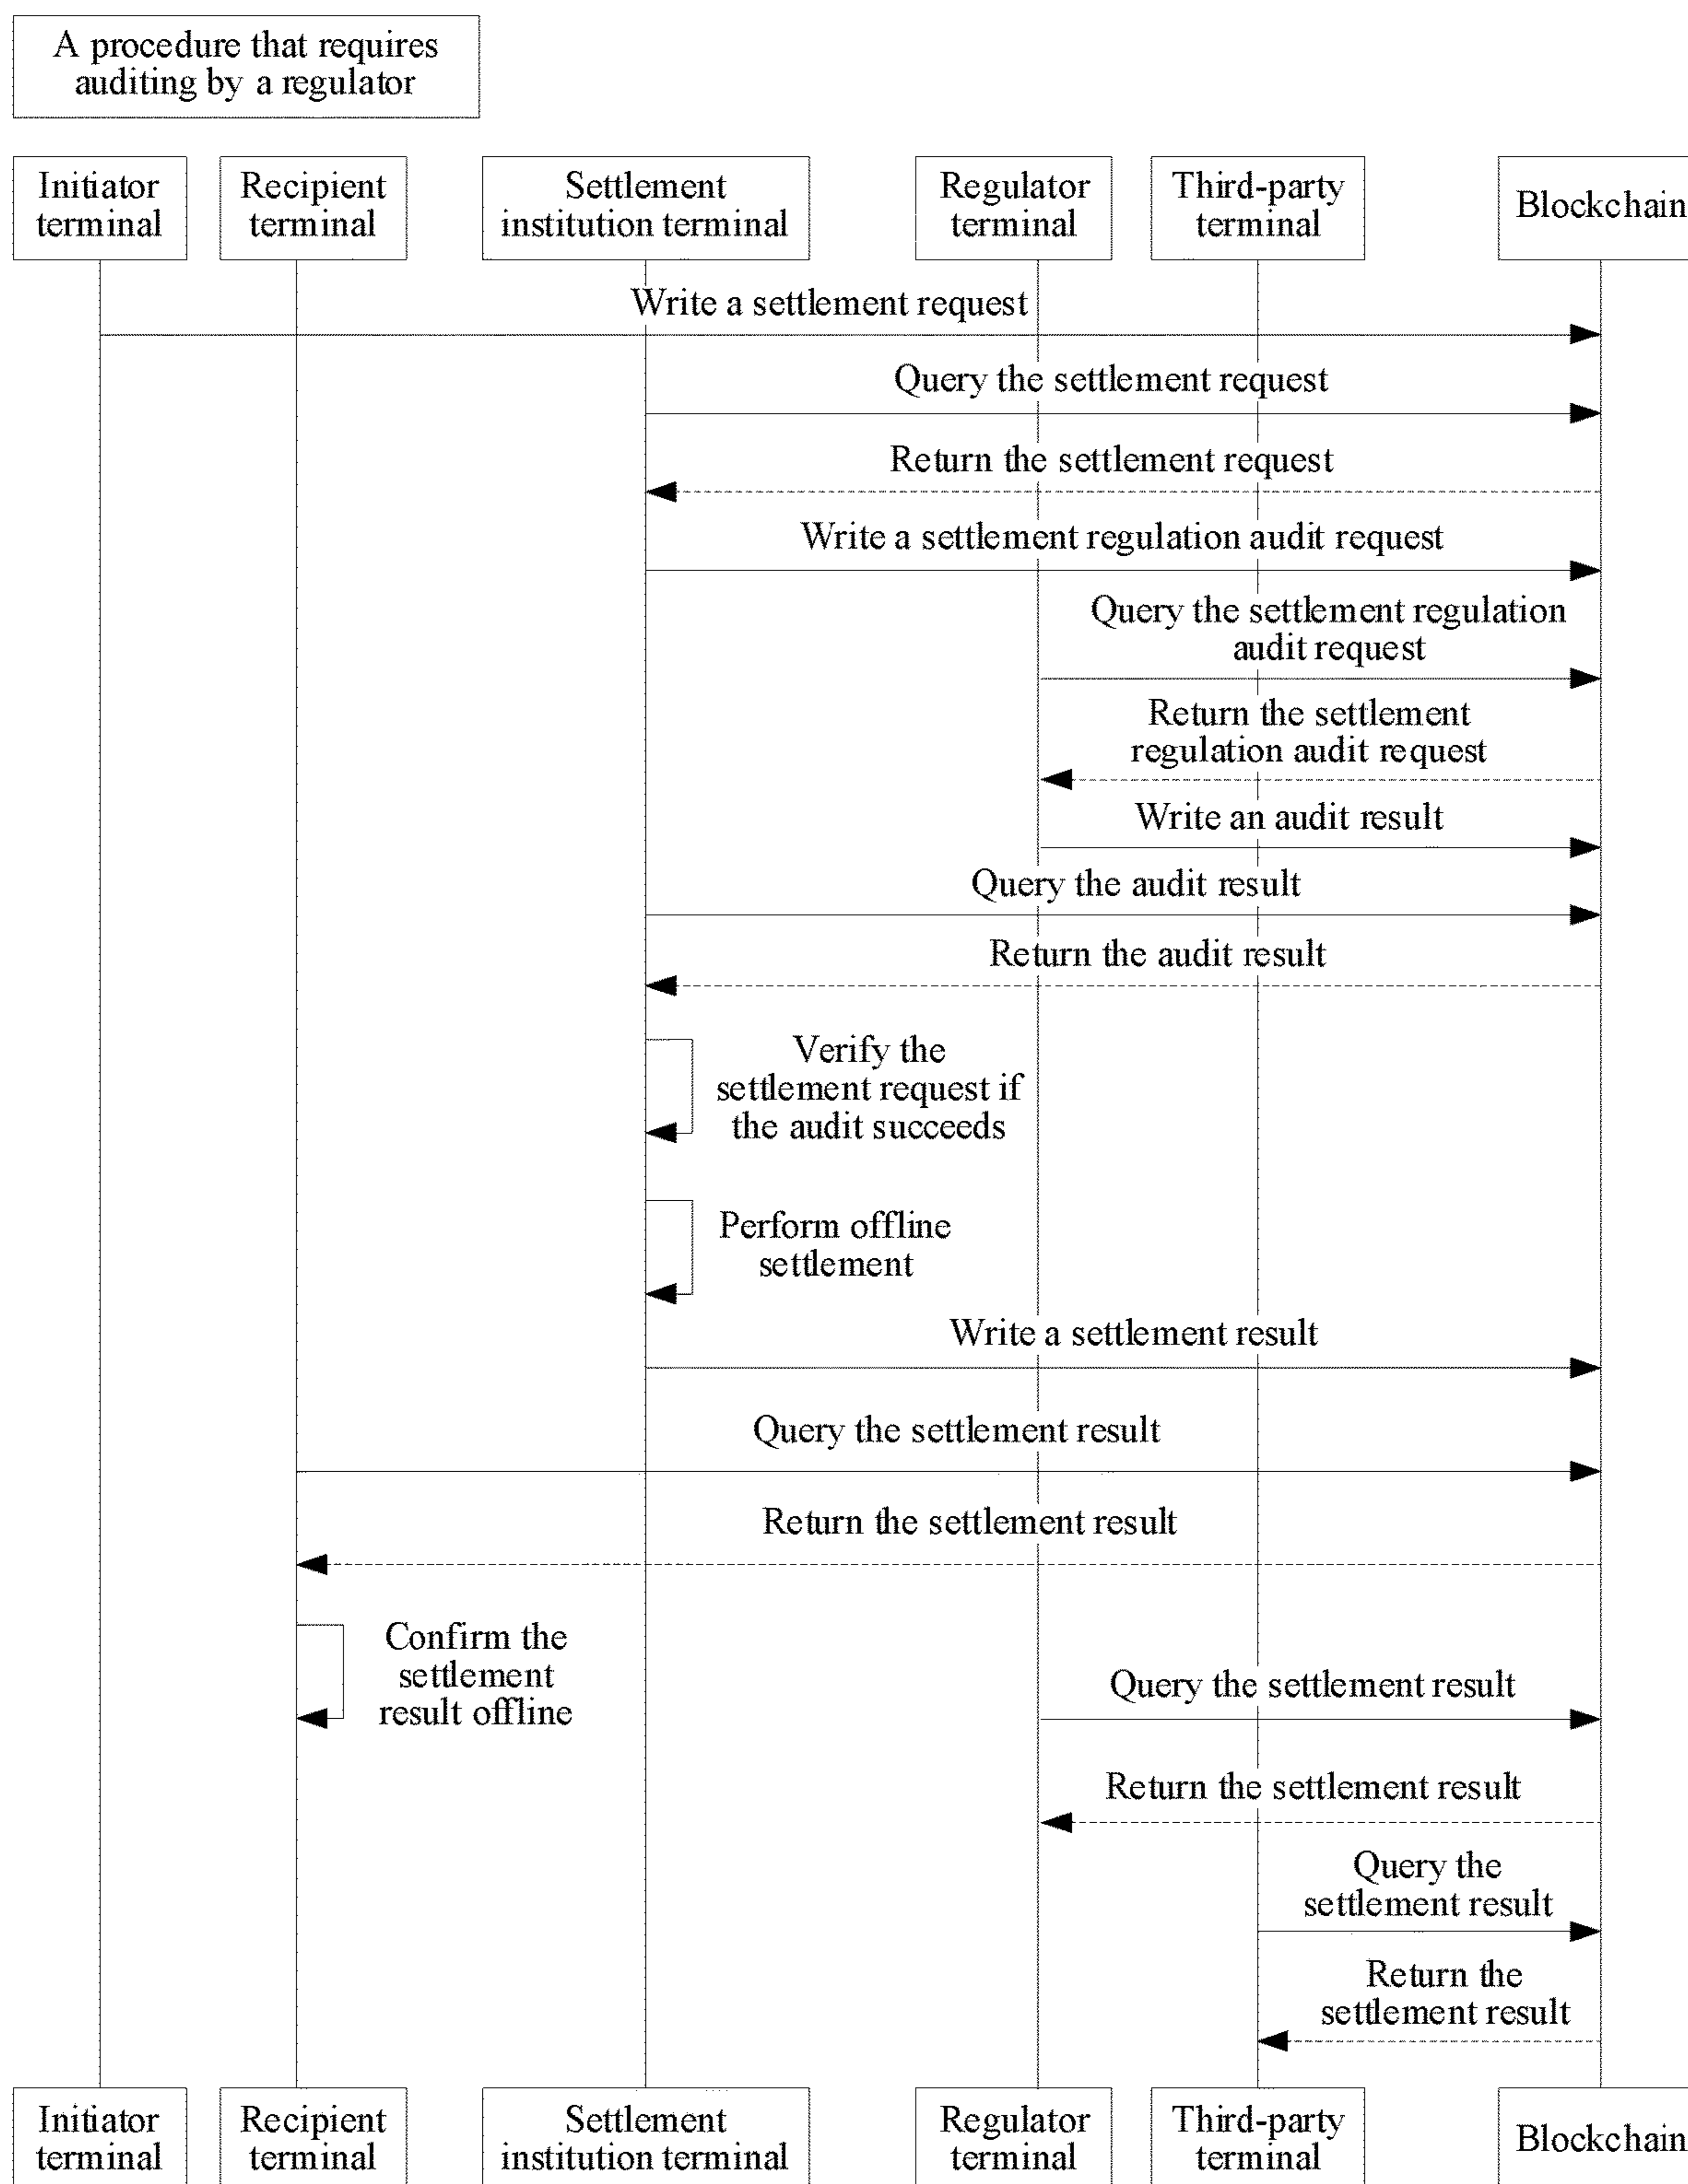 A procedure that requires
auditing by a regulator
Initiator
terminal
Recipient
terminal
Settlement
institution terminal
Regulator
terminal
Third-party
terminal
Blockchain
Write a settlement request
Query the settlement request
Return the settlement request
Write a settlement regulation audit request
Query the settlement regulation
audit request
Return the settlement
regulation audit request
Write an audit result
Query the audit result
Return the audit result
Verify the
settlement request if
the audit succeeds
Perform offline
settlement
Write a settlement result
Query the settlement result
Return the settlement result
Confirm the
settlement
result offline
Query the settlement result
Return the settlement result
Query the
settlement result
Return the
settlement result
Initiator
terminal
Recipient
terminal
Settlement
institution terminal
Regulator
terminal
Third-party
terminal
Blockchain